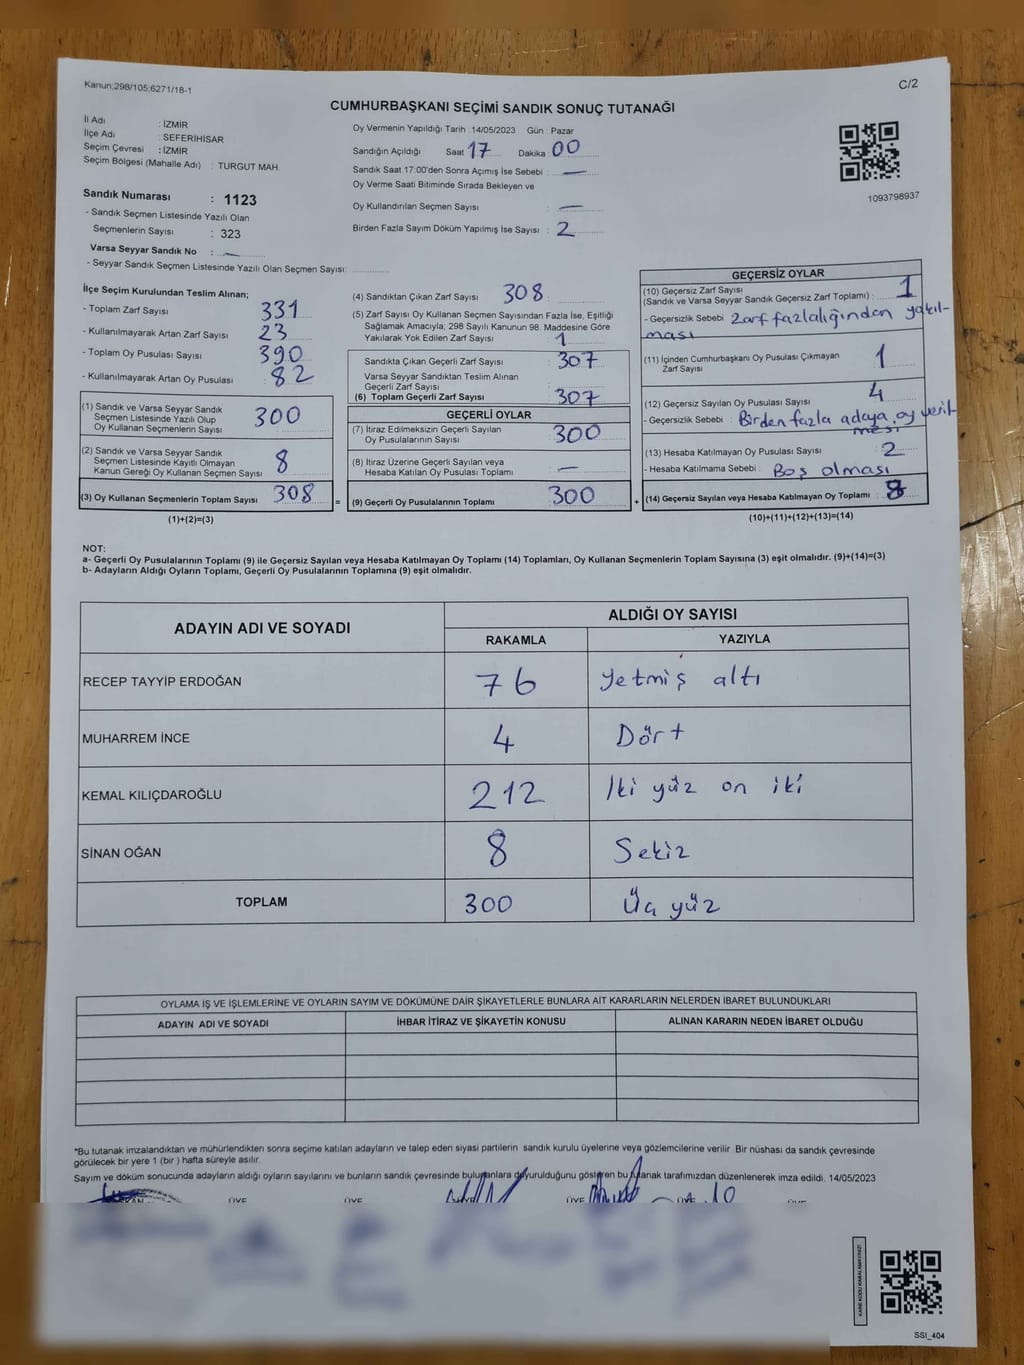 Kanun;298/105;6271/18-1
C/2
CUMHURBAŞKANI SEÇİMİ SANDIK SONUÇ TUTANAĞI
İl Adı : İZMİR
İlçe Adı : SEFERİHİSAR
Seçim Çevresi : İZMİR
Seçim Bölgesi (Mahalle Adı) : TURGUT MAH.
Sandık Numarası : 1123
- Sandık Seçmen Listesinde Yazılı Olan
Seçmenlerin Sayısı : 323
Varsa Seyyar Sandık No : —
- Seyyar Sandık Seçmen Listesinde Yazılı Olan Seçmen Sayısı:
Oy Vermenin Yapıldığı Tarih :14/05/2023 Gün : Pazar
Sandığın Açıldığı Saat 17 Dakika 00
Sandık Saat 17:00'den Sonra Açımış İse Sebebi : —
Oy Verme Saati Bitiminde Sırada Bekleyen ve
Oy Kullandırılan Seçmen Sayısı : —
Birden Fazla Sayım Döküm Yapılmış İse Sayısı : 2
1093798937
İlçe Seçim Kurulundan Teslim Alınan;
- Toplam Zarf Sayısı 331
- Kullanılmayarak Artan Zarf Sayısı 23
- Toplam Oy Pusulası Sayısı 390
- Kullanılmayarak Artan Oy Pusulası 82
(1) Sandık ve Varsa Seyyar Sandık
Seçmen Listesinde Yazılı Olup
Oy Kullanan Seçmenlerin Sayısı 300
(2) Sandık ve Varsa Seyyar Sandık
Seçmen Listesinde Kayıtlı Olmayan
Kanun Gereği Oy Kullanan Seçmen Sayısı 8
(3) Oy Kullanan Seçmenlerin Toplam Sayısı 308 =
(1)+(2)=(3)
(4) Sandıktan Çıkan Zarf Sayısı 308
(5) Zarf Sayısı Oy Kullanan Seçmen Sayısından Fazla İse, Eşitliği
Sağlamak Amacıyla; 298 Sayılı Kanunun 98. Maddesine Göre
Yakılarak Yok Edilen Zarf Sayısı 1
Sandıkta Çıkan Geçerli Zarf Sayısı 307
Varsa Seyyar Sandıktan Teslim Alınan
Geçerli Zarf Sayısı
(6) Toplam Geçerli Zarf Sayısı 307
GEÇERLİ OYLAR
(7) İtiraz Edilmeksizin Geçerli Sayılan
Oy Pusulalarının Sayısı 300
(8) İtiraz Üzerine Geçerli Sayılan veya
Hesaba Katılan Oy Pusulası Toplamı —
(9) Geçerli Oy Pusulalarının Toplamı 300 +
GEÇERSİZ OYLAR
(10) Geçersiz Zarf Sayısı
(Sandık ve Varsa Seyyar Sandık Geçersiz Zarf Toplamı) : 1
- Geçersizlik Sebebi : Zarf fazlalığından yakıl-
ması
(11) İçinden Cumhurbaşkanı Oy Pusulası Çıkmayan
Zarf Sayısı 1
(12) Geçersiz Sayılan Oy Pusulası Sayısı 4
- Geçersizlik Sebebi : Birden fazla adaya oy veril-
mesi
(13) Hesaba Katılmayan Oy Pusulası Sayısı 2
- Hesaba Katılmama Sebebi : Boş olması
(14) Geçersiz Sayılan veya Hesaba Katılmayan Oy Toplamı : 8
(10)+(11)+(12)+(13)=(14)
NOT:
a- Geçerli Oy Pusulalarının Toplamı (9) ile Geçersiz Sayılan veya Hesaba Katılmayan Oy Toplamı (14) Toplamları, Oy Kullanan Seçmenlerin Toplam Sayısına (3) eşit olmalıdır. (9)+(14)=(3)
b- Adayların Aldığı Oyların Toplamı, Geçerli Oy Pusulalarının Toplamına (9) eşit olmalıdır.
ADAYIN ADI VE SOYADI ALDIĞI OY SAYISI
RAKAMLA YAZIYLA
RECEP TAYYİP ERDOĞAN 76 Yetmiş altı
MUHARREM İNCE 4 Dört
KEMAL KILIÇDAROĞLU 212 İki yüz on iki
SİNAN OĞAN 8 Sekiz
TOPLAM 300 Üç yüz
OYLAMA İŞ VE İŞLEMLERİNE VE OYLARIN SAYIM VE DÖKÜMÜNE DAİR ŞİKAYETLERLE BUNLARA AİT KARARLARIN NELERDEN İBARET BULUNDUKLARI
ADAYIN ADI VE SOYADI İHBAR İTİRAZ VE ŞİKAYETİN KONUSU ALINAN KARARIN NEDEN İBARET OLDUĞU
*Bu tutanak imzalandıktan ve mühürlendikten sonra seçime katılan adayların ve talep eden siyasi partilerin sandık kurulu üyelerine veya gözlemcilerine verilir. Bir nüshası da sandık çevresinde
görülecek bir yere 1 (bir) hafta süreyle asılır.
Sayım ve döküm sonucunda adayların aldığı oyların sayılarını ve bunların sandık çevresinde bulunanlara duyurulduğunu gösteren bu tutanak tarafımızdan düzenlenerek imza edildi. 14/05/2023
ÜYE ÜYE ÜYE ÜYE
KARE KODU KARALAMAYINIZ!
SSI_404